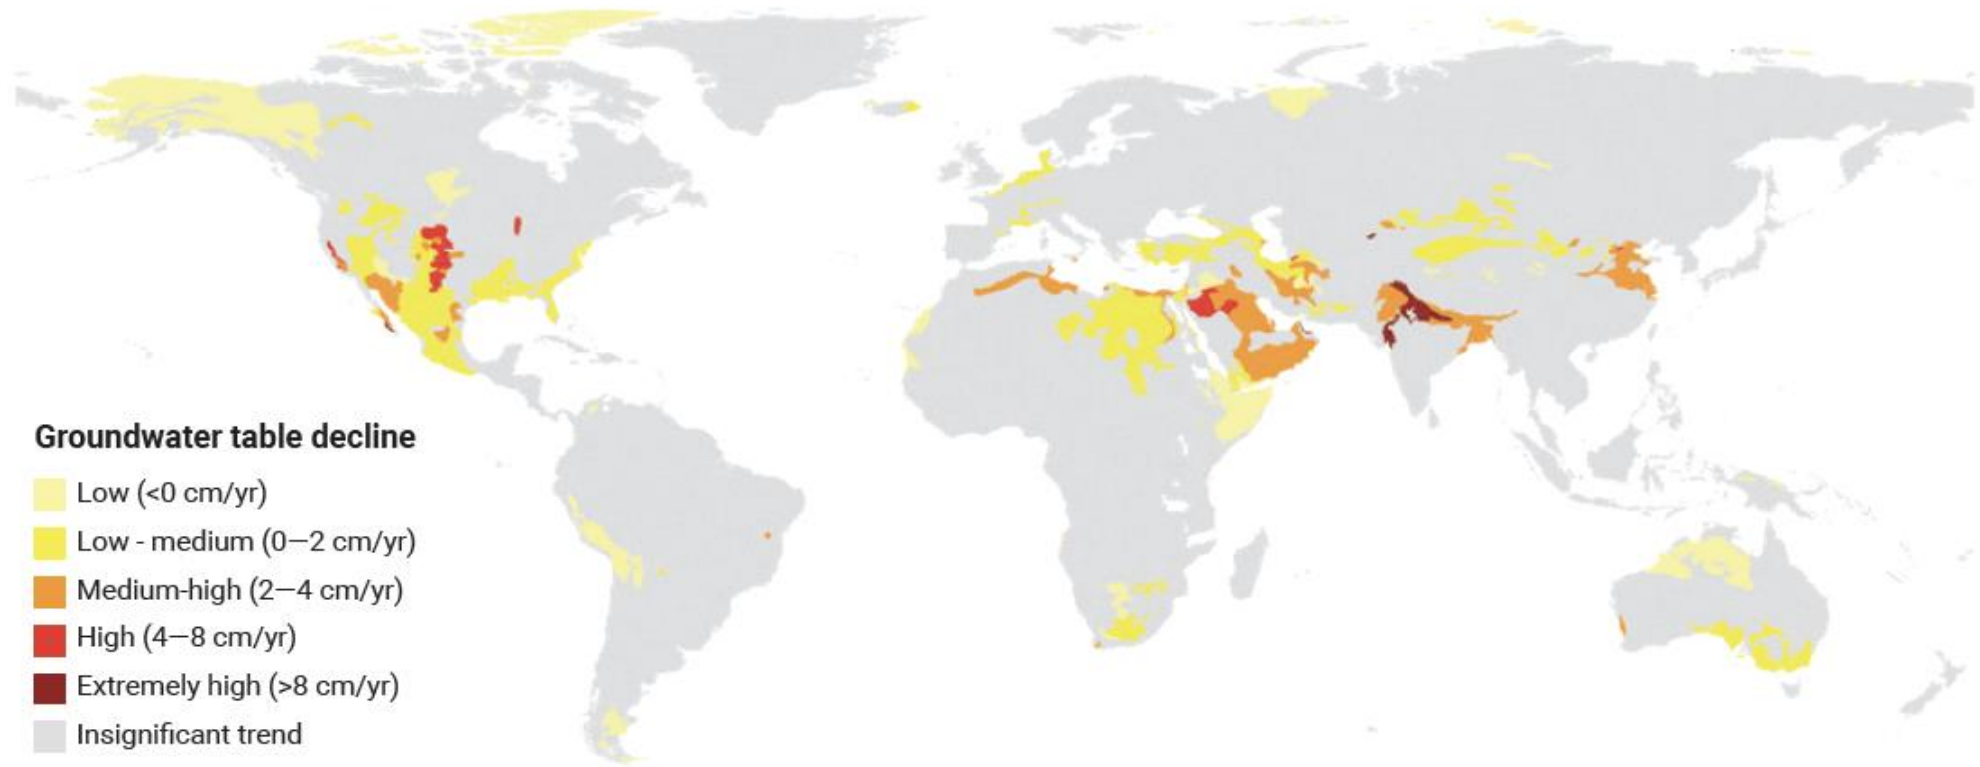 Groundwater table decline
Low (<0 cm/yr)
Low - medium (0—2 cm/yr)
Medium-high (2—4 cm/yr)
High (4—8 cm/yr)
Extremely high (>8 cm/yr)
Insignificant trend